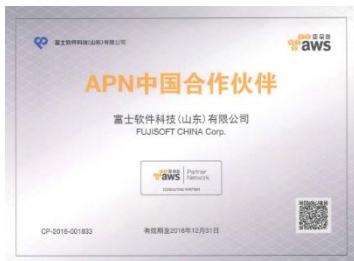 富士软件科技(山东)有限公司
亚马逊
aws
APN中国合作伙伴
富士软件科技(山东)有限公司
FUJISOFT CHINA Corp.
aws
Partner
Network
CONSULTING PARTNER
CP-2016-001833
有效期至2016年12月31日